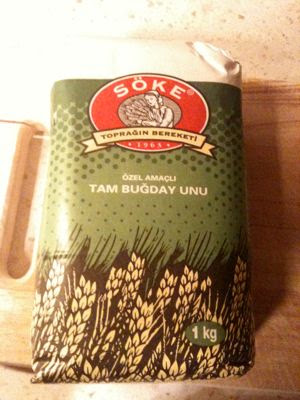 SÖKE®
TOPRAĞIN BEREKETİ
• 1963 •
ÖZEL AMAÇLI
TAM BUĞDAY UNU
1 kg